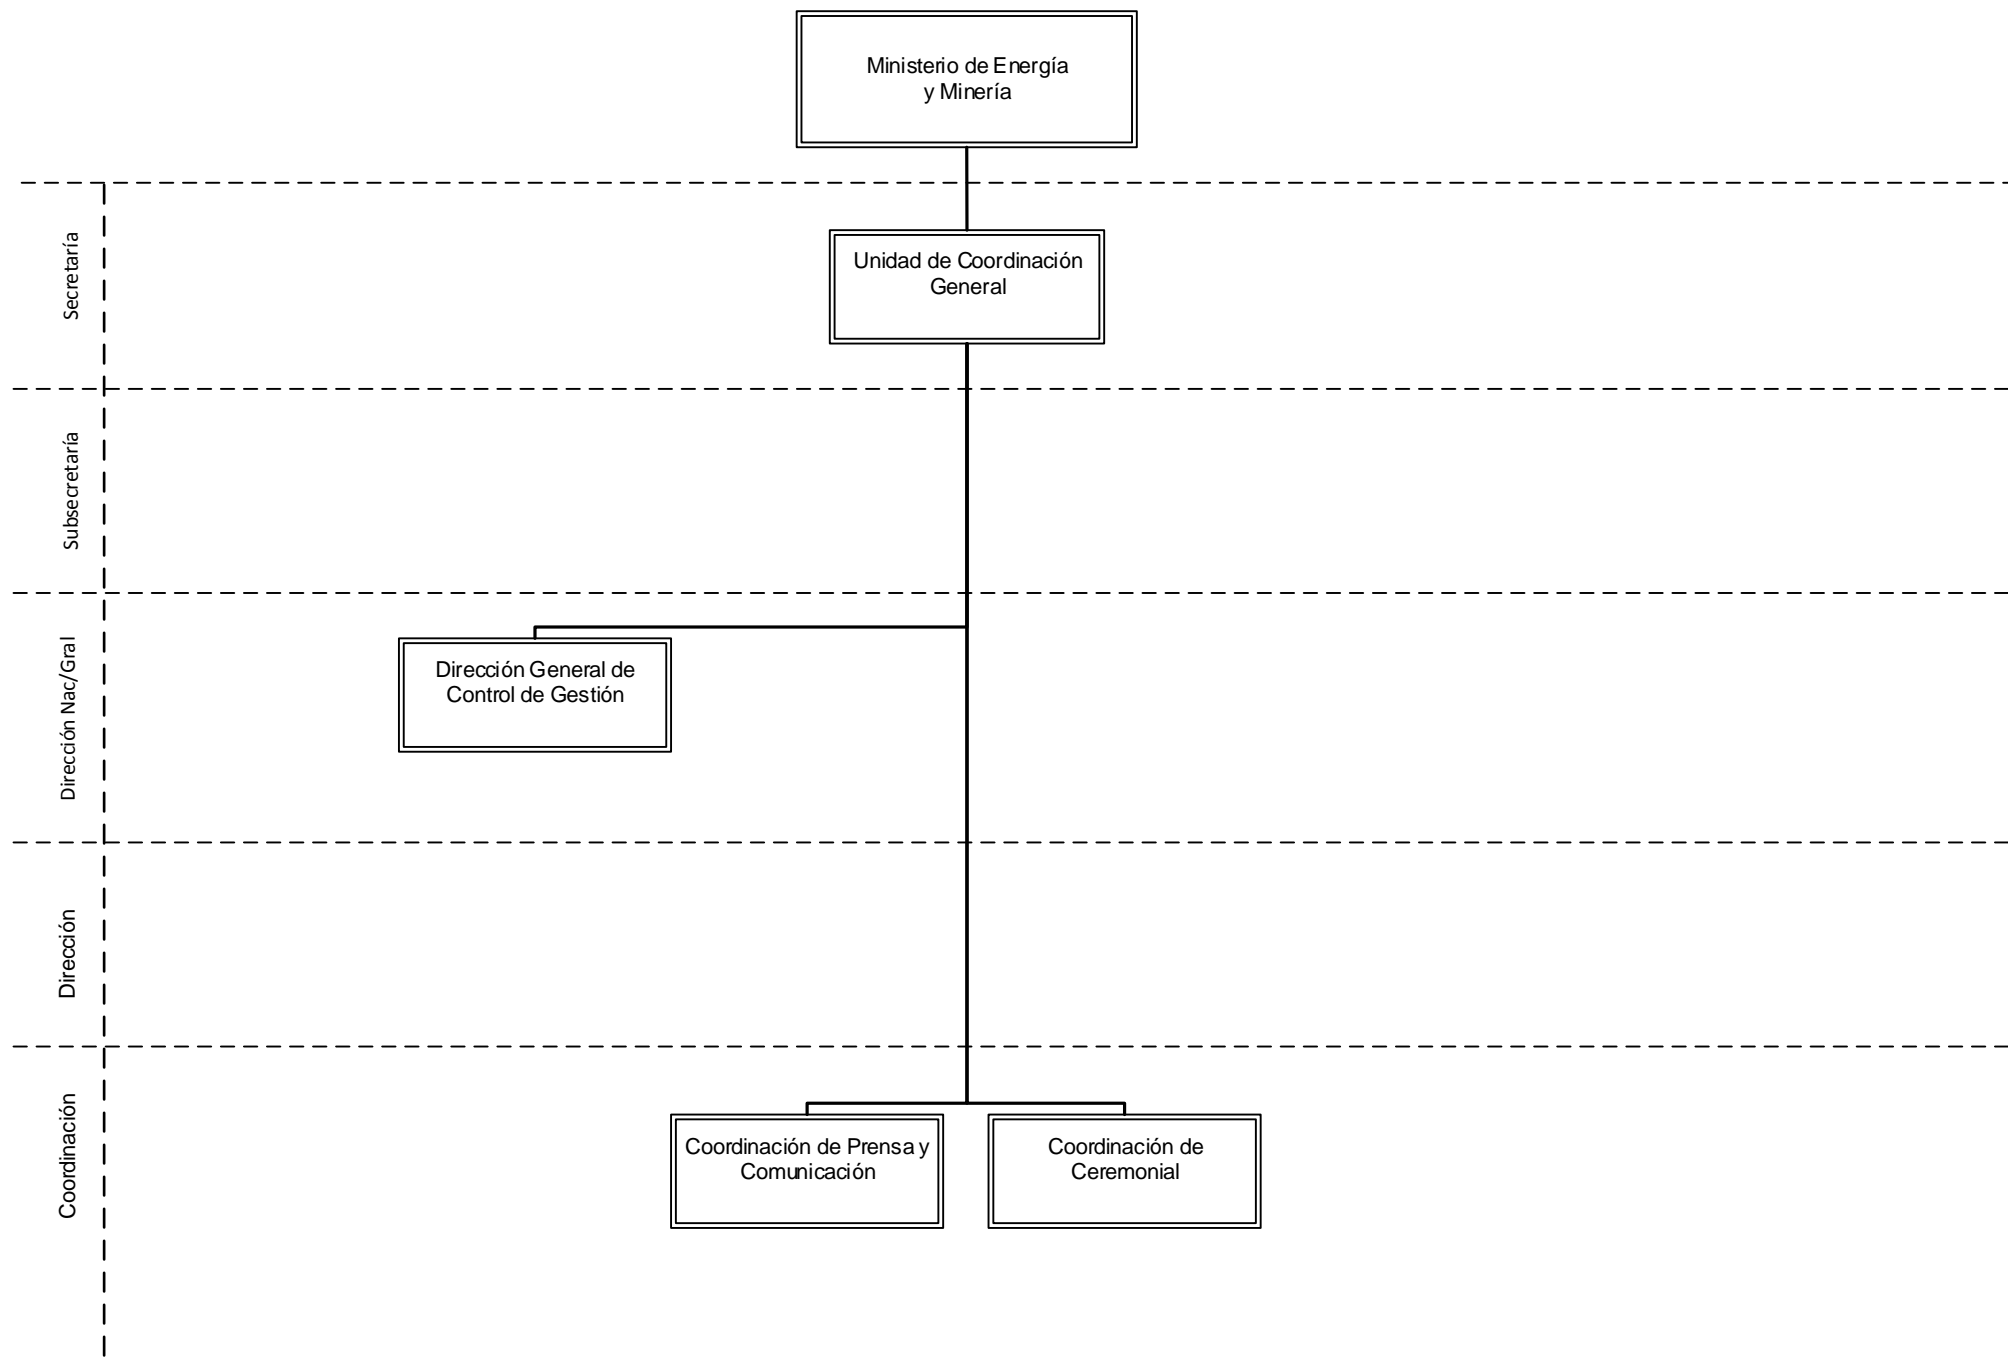 Ministerio de Energía
y Minería
Secretaría
Unidad de Coordinación
General
Subsecretaría
Dirección Nac/Gral
Dirección General de
Control de Gestión
Dirección
Coordinación
Coordinación de Prensa y
Comunicación
Coordinación de
Ceremonial